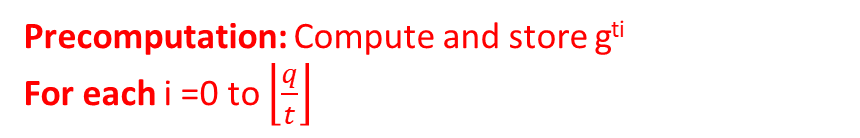 Precomputation: Compute and store g^{ti}
For each i =0 to ⌊q/t⌋